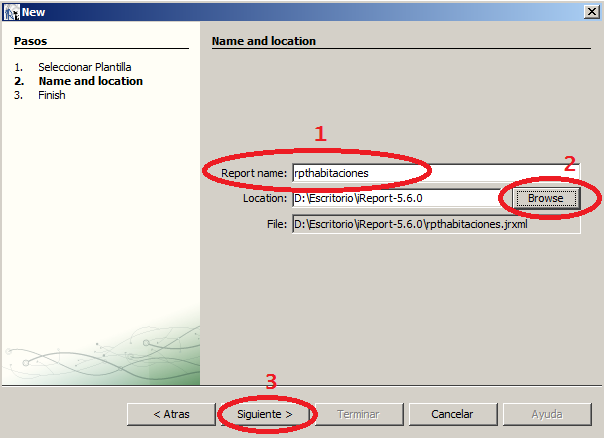 New
Pasos
1. Seleccionar Plantilla
2. Name and location
3. Finish
Name and location
1
Report name: rpthabitaciones
2
Location: D:\Escritorio\iReport-5.6.0 Browse
File: D:\Escritorio\iReport-5.6.0\rpthabitaciones.jrxml
3
< Atras Siguiente > Terminar Cancelar Ayuda